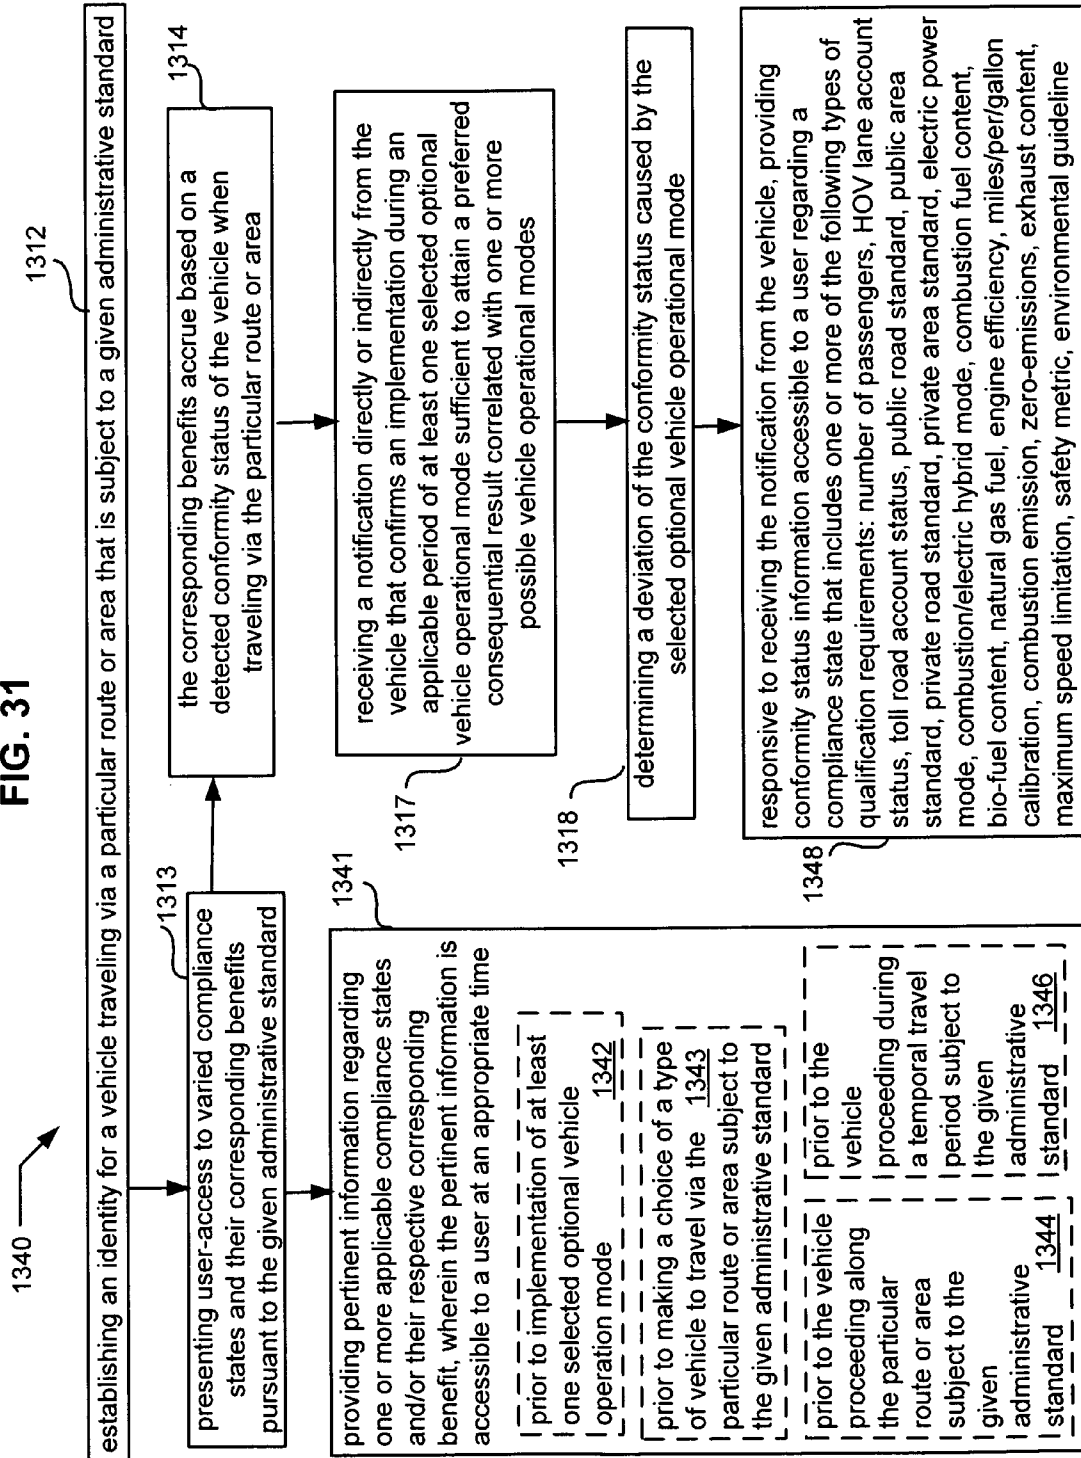 FIG. 31
1340
1312
establishing an identity for a vehicle traveling via a particular route or area that is subject to a given administrative standard
1313
presenting user-access to varied compliance
states and their corresponding benefits
pursuant to the given administrative standard
1314
the corresponding benefits accrue based on a
detected conformity status of the vehicle when
traveling via the particular route or area
1341
providing pertinent information regarding
one or more applicable compliance states
and/or their respective corresponding
benefit, wherein the pertinent information is
accessible to a user at an appropriate time
prior to implementation of at least
one selected optional vehicle
operation mode 1342
prior to making a choice of a type
of vehicle to travel via the 1343
particular route or area subject to
the given administrative standard
prior to the vehicle
proceeding along
the particular
route or area
subject to the
given
administrative
standard 1344
prior to the
vehicle
proceeding during
a temporal travel
period subject to
the given
administrative
standard 1346
1317
receiving a notification directly or indirectly from the
vehicle that confirms an implementation during an
applicable period of at least one selected optional
vehicle operational mode sufficient to attain a preferred
consequential result correlated with one or more
possible vehicle operational modes
1318
determining a deviation of the conformity status caused by the
selected optional vehicle operational mode
1348
responsive to receiving the notification from the vehicle, providing
conformity status information accessible to a user regarding a
compliance state that includes one or more of the following types of
qualification requirements: number of passengers, HOV lane account
status, toll road account status, public road standard, public area
standard, private road standard, private area standard, electric power
mode, combustion/electric hybrid mode, combustion fuel content,
bio-fuel content, natural gas fuel, engine efficiency, miles/per/gallon
calibration, combustion emission, zero-emissions, exhaust content,
maximum speed limitation, safety metric, environmental guideline